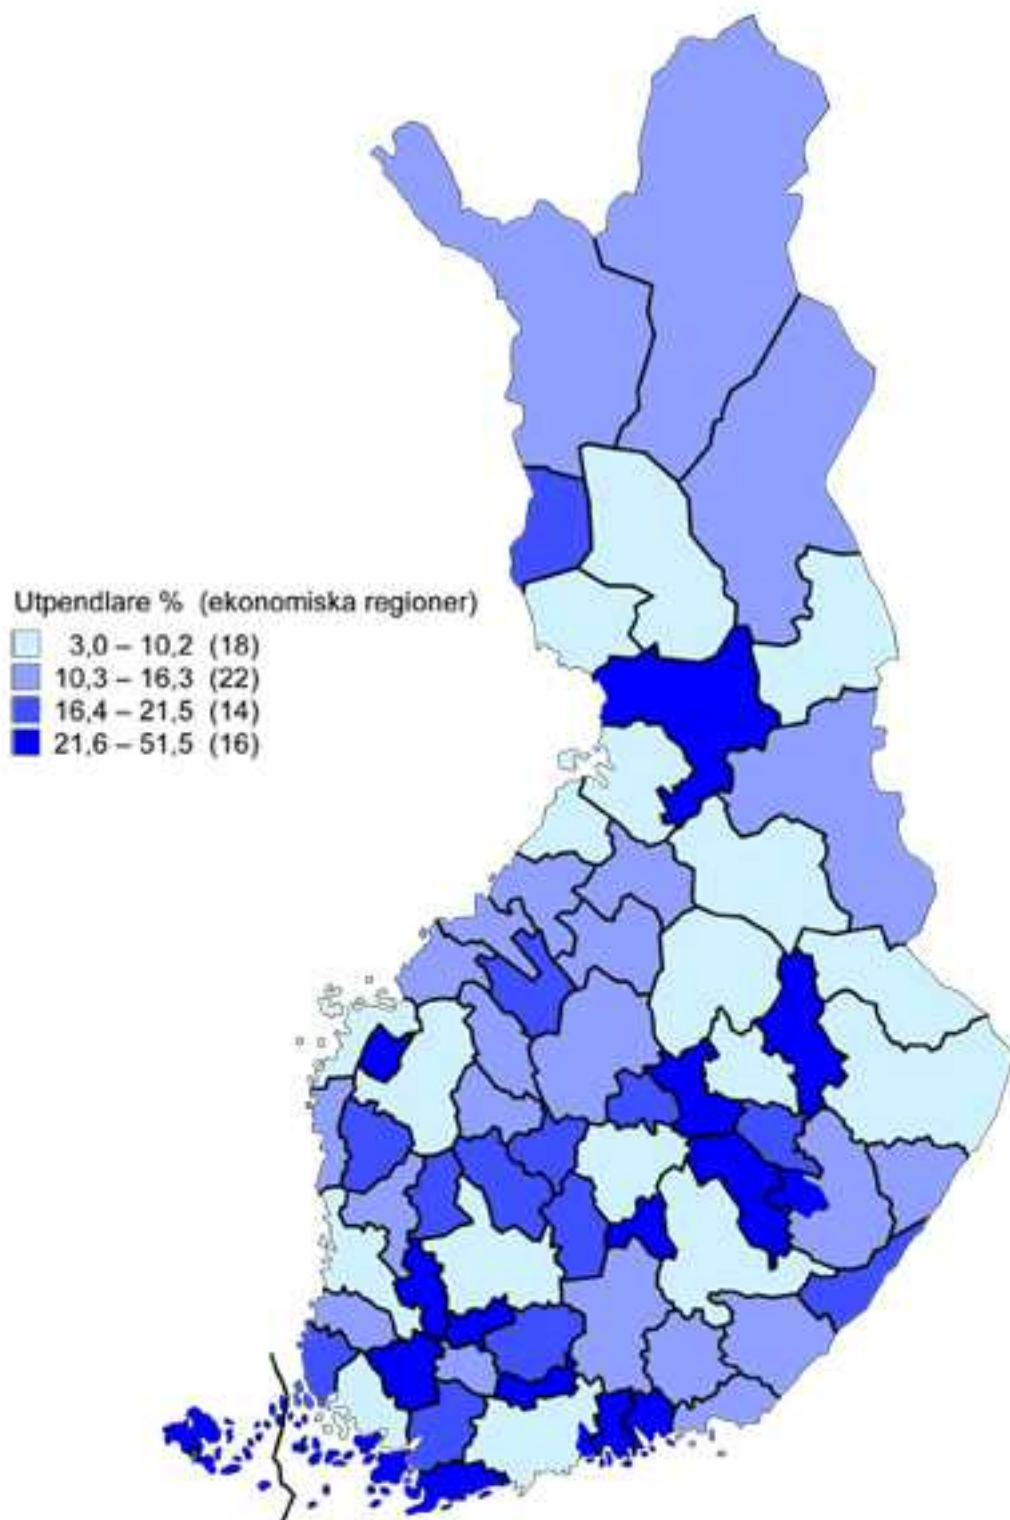 Utpendlare % (ekonomiska regioner)
3,0 – 10,2 (18)
10,3 – 16,3 (22)
16,4 – 21,5 (14)
21,6 – 51,5 (16)